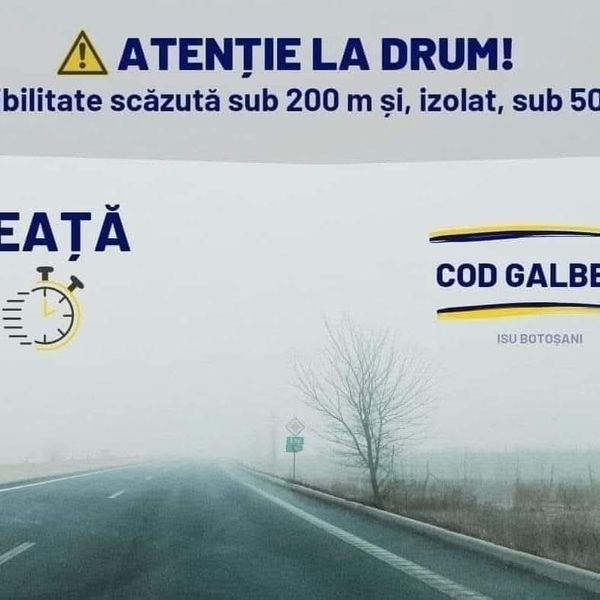 ATENȚIE LA DRUM!
ibilitate scăzută sub 200 m și, izolat, sub 50
EAȚĂ
COD GALBE
ISU BOTOȘANI